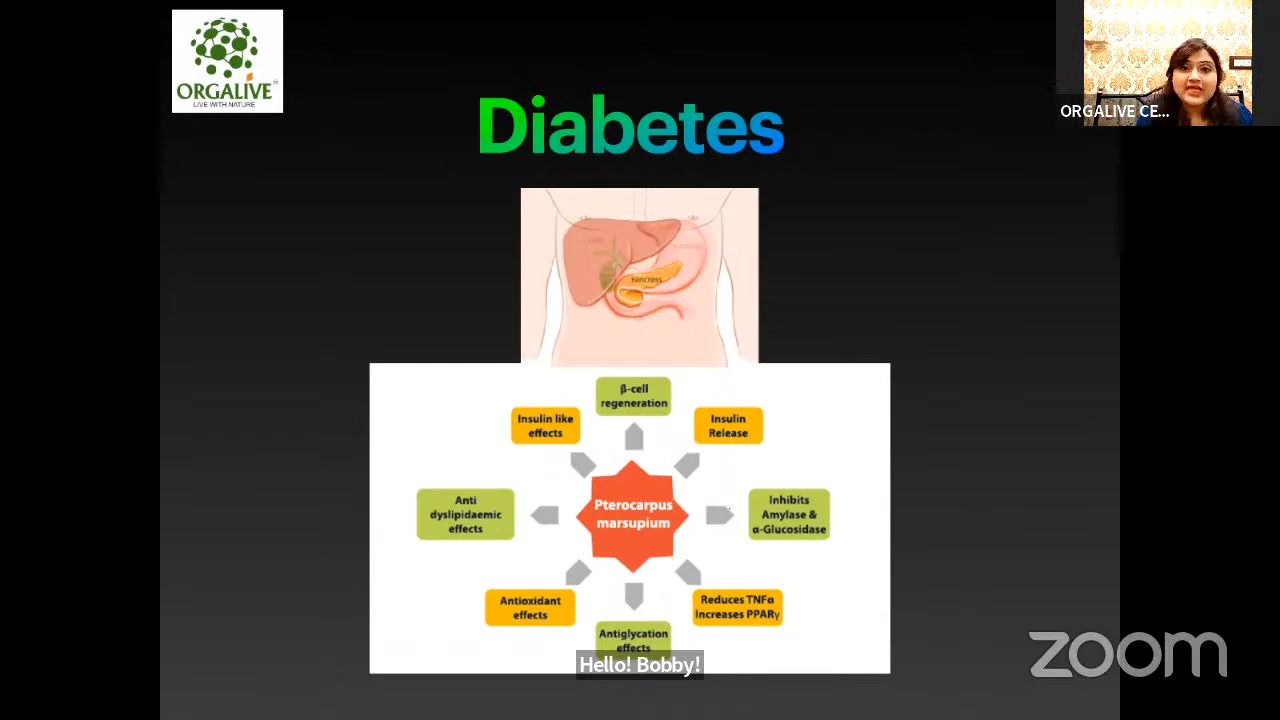 ORGALIVE
LIVE WITH NATURE
ORGALIVE CE...
Diabetes
Pancreas
β-cell
regeneration
Insulin like
effects
Insulin
Release
Anti
dyslipidaemic
effects
Pterocarpus
marsupium
Inhibits
Amylase &
α-Glucosidase
Antioxidant
effects
Reduces TNFα
Increases PPARγ
Antiglycation
effects
Hello! Bobby!
zoom